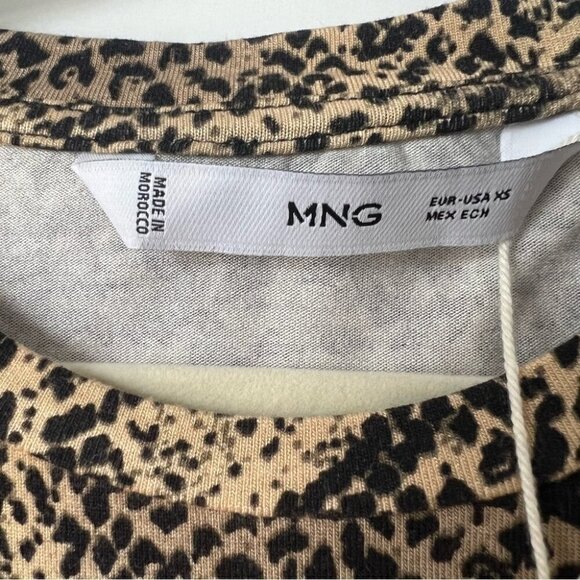 MADE IN
MOROCCO
MNG
EUR-USA XS
MEX ECH